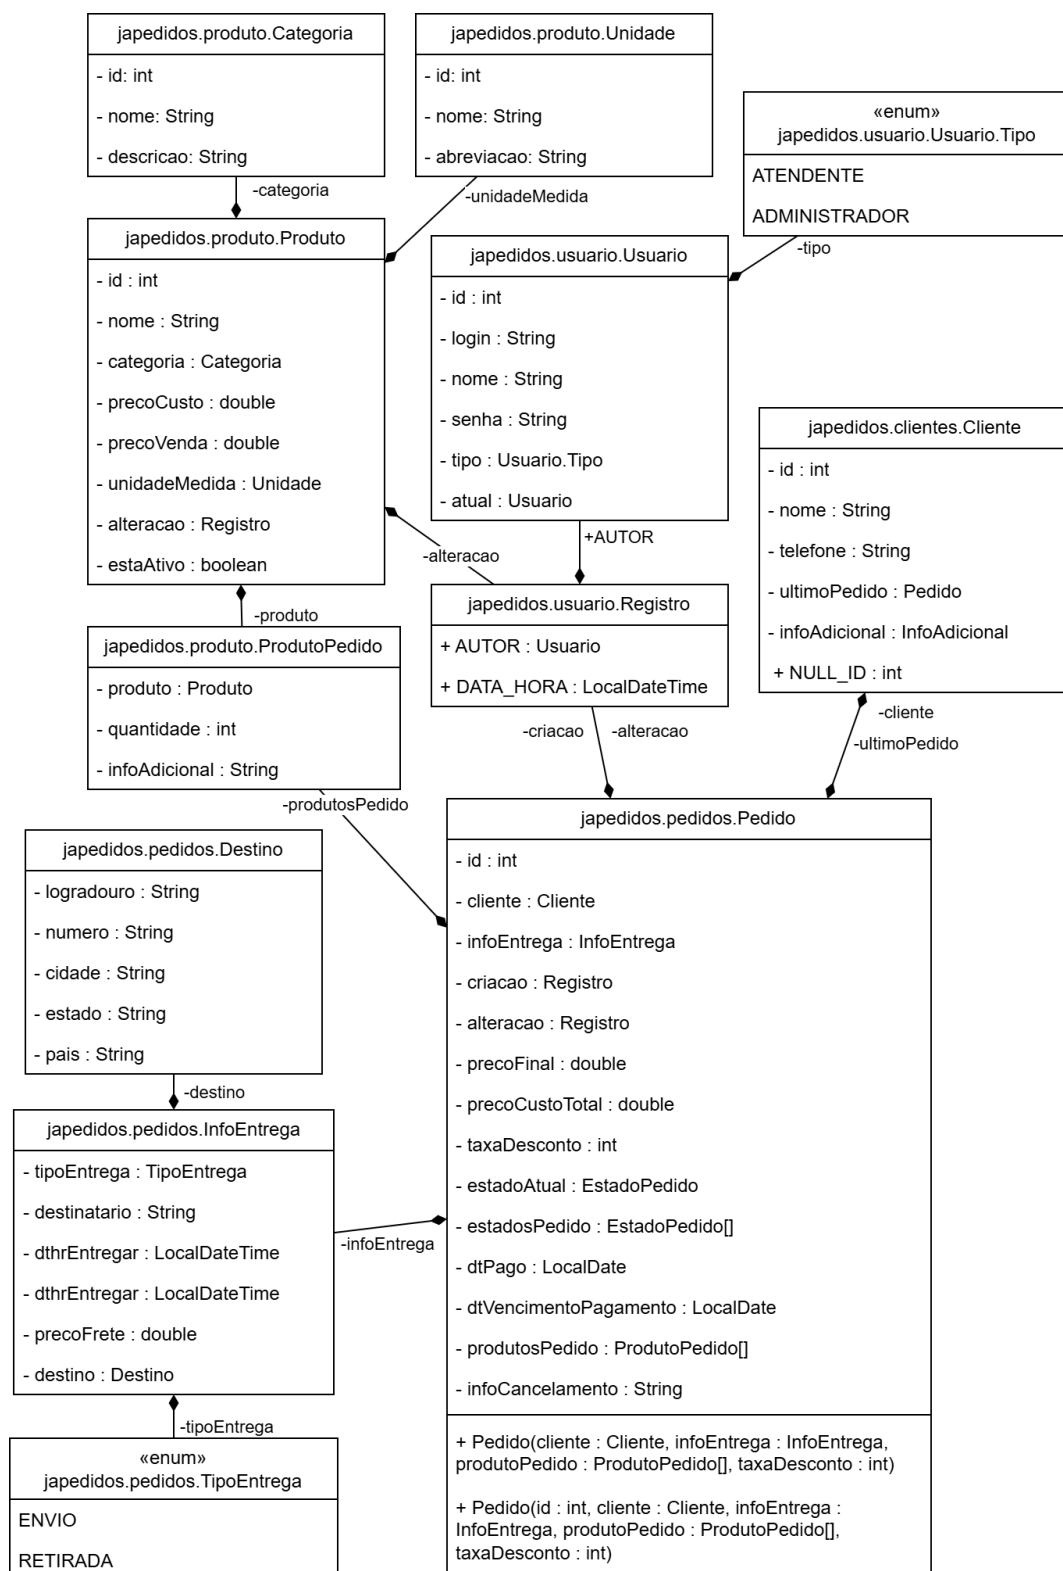 japedidos.produto.Categoria
- id: int
- nome: String
- descricao: String
japedidos.produto.Unidade
- id: int
- nome: String
- abreviacao: String
«enum»
japedidos.usuario.Usuario.Tipo
ATENDENTE
ADMINISTRADOR
-categoria
-unidadeMedida
-tipo
japedidos.produto.Produto
- id : int
- nome : String
- categoria : Categoria
- precoCusto : double
- precoVenda : double
- unidadeMedida : Unidade
- alteracao : Registro
- estaAtivo : boolean
japedidos.usuario.Usuario
- id : int
- login : String
- nome : String
- senha : String
- tipo : Usuario.Tipo
- atual : Usuario
japedidos.clientes.Cliente
- id : int
- nome : String
- telefone : String
- ultimoPedido : Pedido
- infoAdicional : InfoAdicional
+ NULL_ID : int
+AUTOR
-alteracao
-produto
japedidos.usuario.Registro
+ AUTOR : Usuario
+ DATA_HORA : LocalDateTime
japedidos.produto.ProdutoPedido
- produto : Produto
- quantidade : int
- infoAdicional : String
-criacao
-alteracao
-cliente
-ultimoPedido
-produtosPedido
japedidos.pedidos.Destino
- logradouro : String
- numero : String
- cidade : String
- estado : String
- pais : String
-destino
japedidos.pedidos.InfoEntrega
- tipoEntrega : TipoEntrega
- destinatario : String
- dthrEntregar : LocalDateTime
- dthrEntregar : LocalDateTime
- precoFrete : double
- destino : Destino
-infoEntrega
-tipoEntrega
«enum»
japedidos.pedidos.TipoEntrega
ENVIO
RETIRADA
japedidos.pedidos.Pedido
- id : int
- cliente : Cliente
- infoEntrega : InfoEntrega
- criacao : Registro
- alteracao : Registro
- precoFinal : double
- precoCustoTotal : double
- taxaDesconto : int
- estadoAtual : EstadoPedido
- estadosPedido : EstadoPedido[]
- dtPago : LocalDate
- dtVencimentoPagamento : LocalDate
- produtosPedido : ProdutoPedido[]
- infoCancelamento : String
+ Pedido(cliente : Cliente, infoEntrega : InfoEntrega,
produtoPedido : ProdutoPedido[], taxaDesconto : int)
+ Pedido(id : int, cliente : Cliente, infoEntrega :
InfoEntrega, produtoPedido : ProdutoPedido[],
taxaDesconto : int)